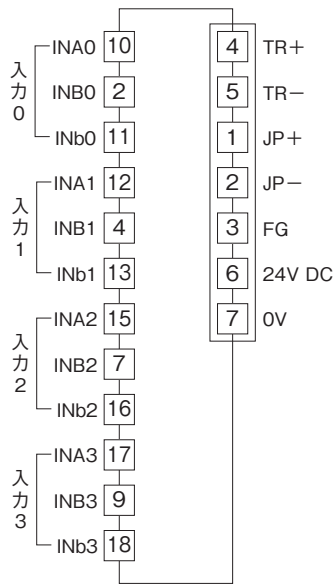 入力0
INA0 10
INB0 2
INb0 11
入力1
INA1 12
INB1 4
INb1 13
入力2
INA2 15
INB2 7
INb2 16
入力3
INA3 17
INB3 9
INb3 18
4 TR+
5 TR−
1 JP+
2 JP−
3 FG
6 24V DC
7 0V